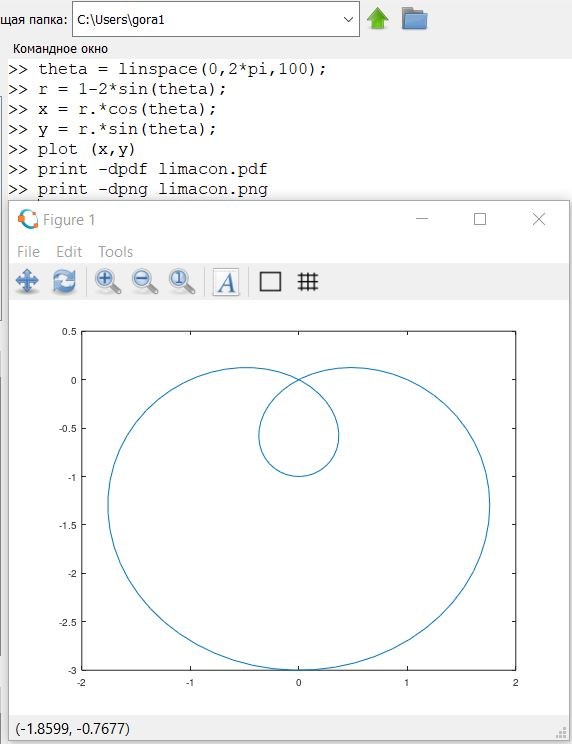 щая папка: C:\Users\gora1
Командное окно
>> theta = linspace(0,2*pi,100);
>> r = 1-2*sin(theta);
>> x = r.*cos(theta);
>> y = r.*sin(theta);
>> plot (x,y)
>> print -dpdf limacon.pdf
>> print -dpng limacon.png
Figure 1
File Edit Tools
1 A
0.5
0
-0.5
-1
-1.5
-2
-2.5
-3
-2 -1 0 1 2
(-1.8599, -0.7677)